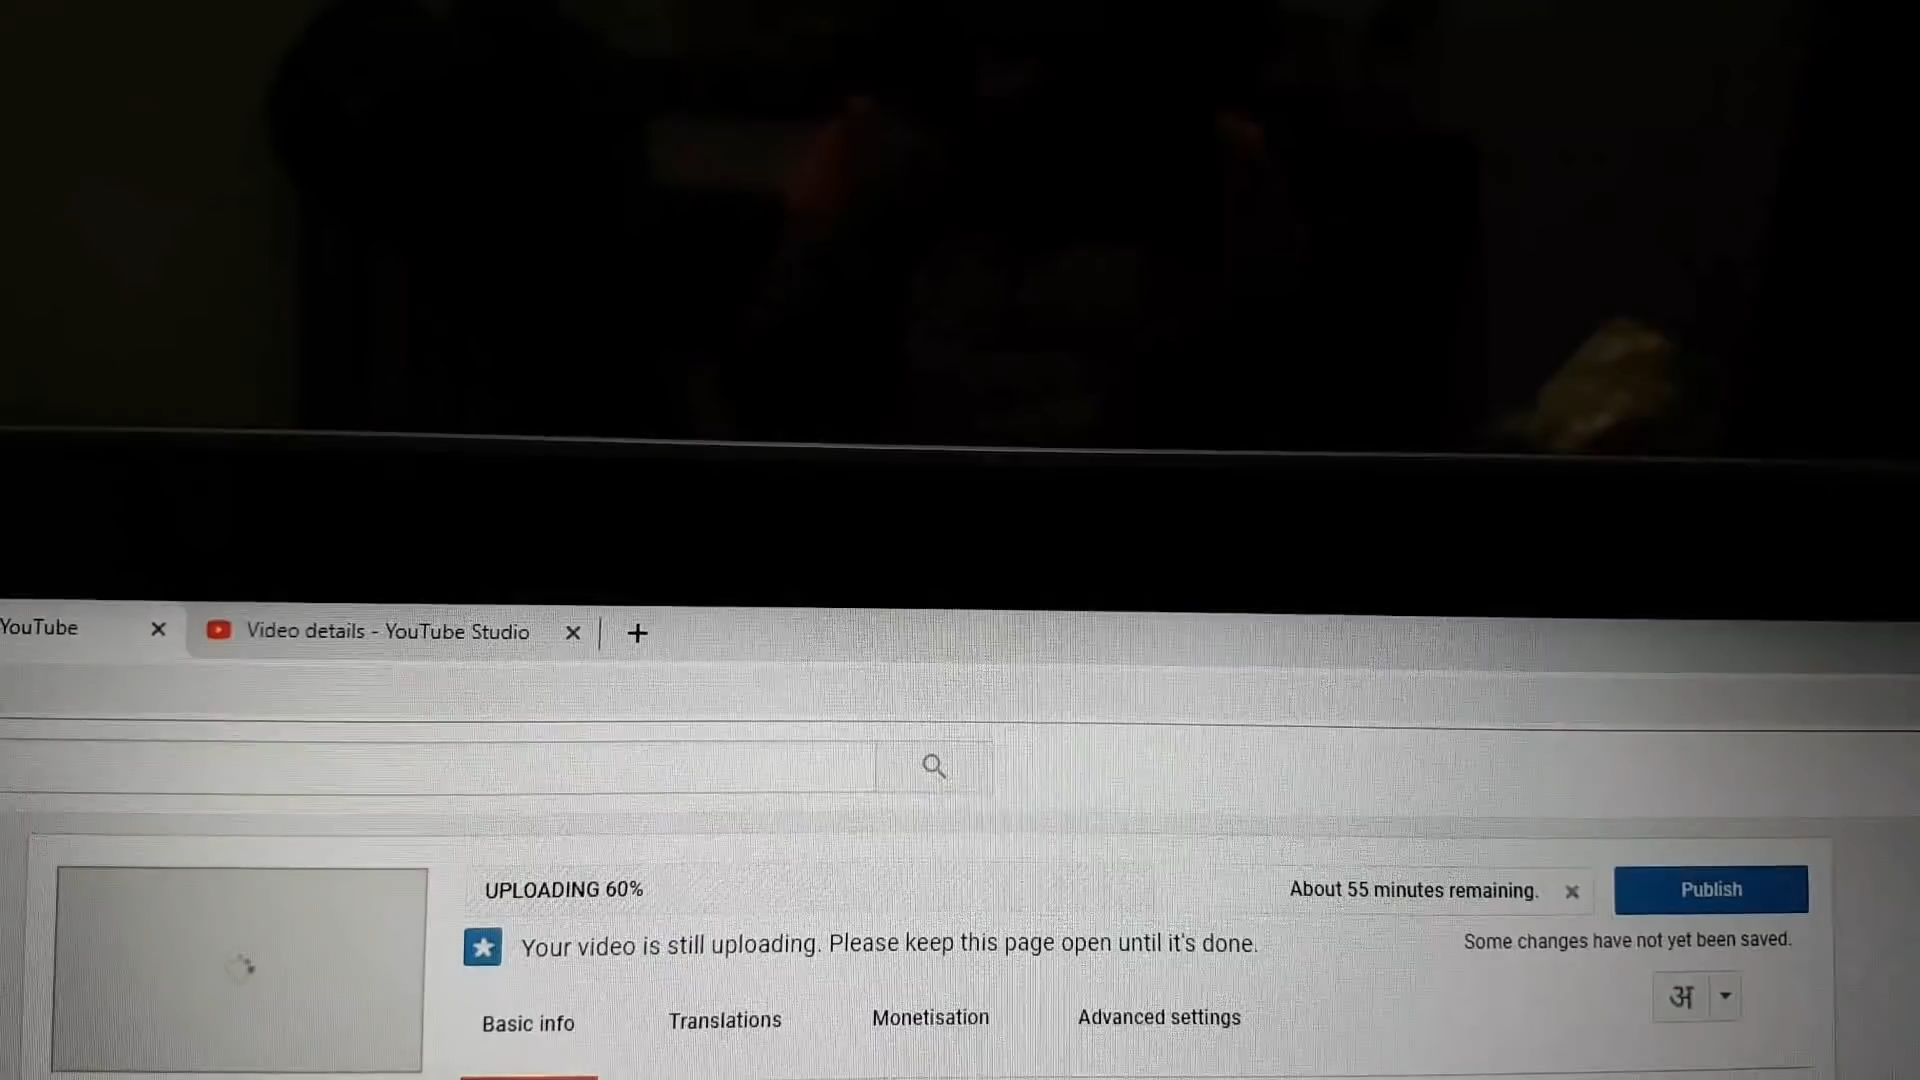 YouTube
Video details - YouTube Studio
UPLOADING 60%
About 55 minutes remaining.
Publish
Your video is still uploading. Please keep this page open until it's done.
Some changes have not yet been saved.
अ
Basic info
Translations
Monetisation
Advanced settings